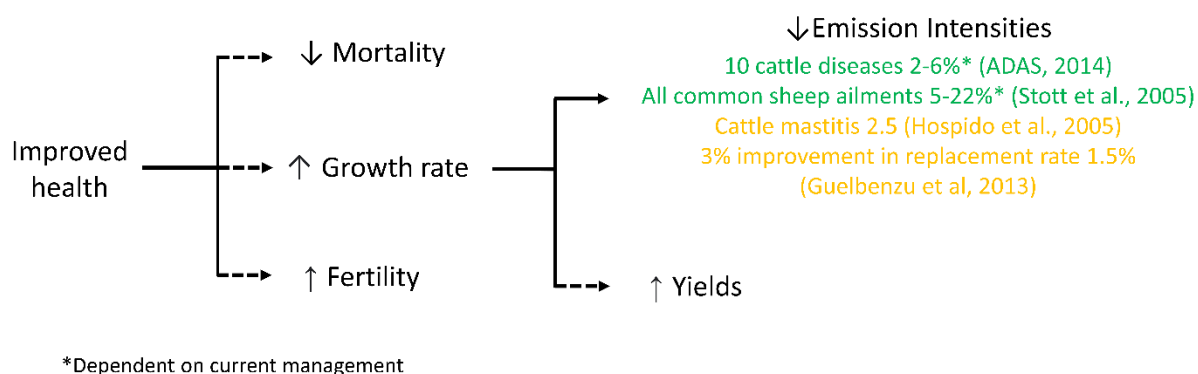 Improved
health
↓ Mortality
↑ Growth rate
↑ Fertility
↓Emission Intensities
10 cattle diseases 2-6%* (ADAS, 2014)
All common sheep ailments 5-22%* (Stott et al., 2005)
Cattle mastitis 2.5 (Hospido et al., 2005)
3% improvement in replacement rate 1.5%
(Guelbenzu et al, 2013)
↑ Yields
*Dependent on current management